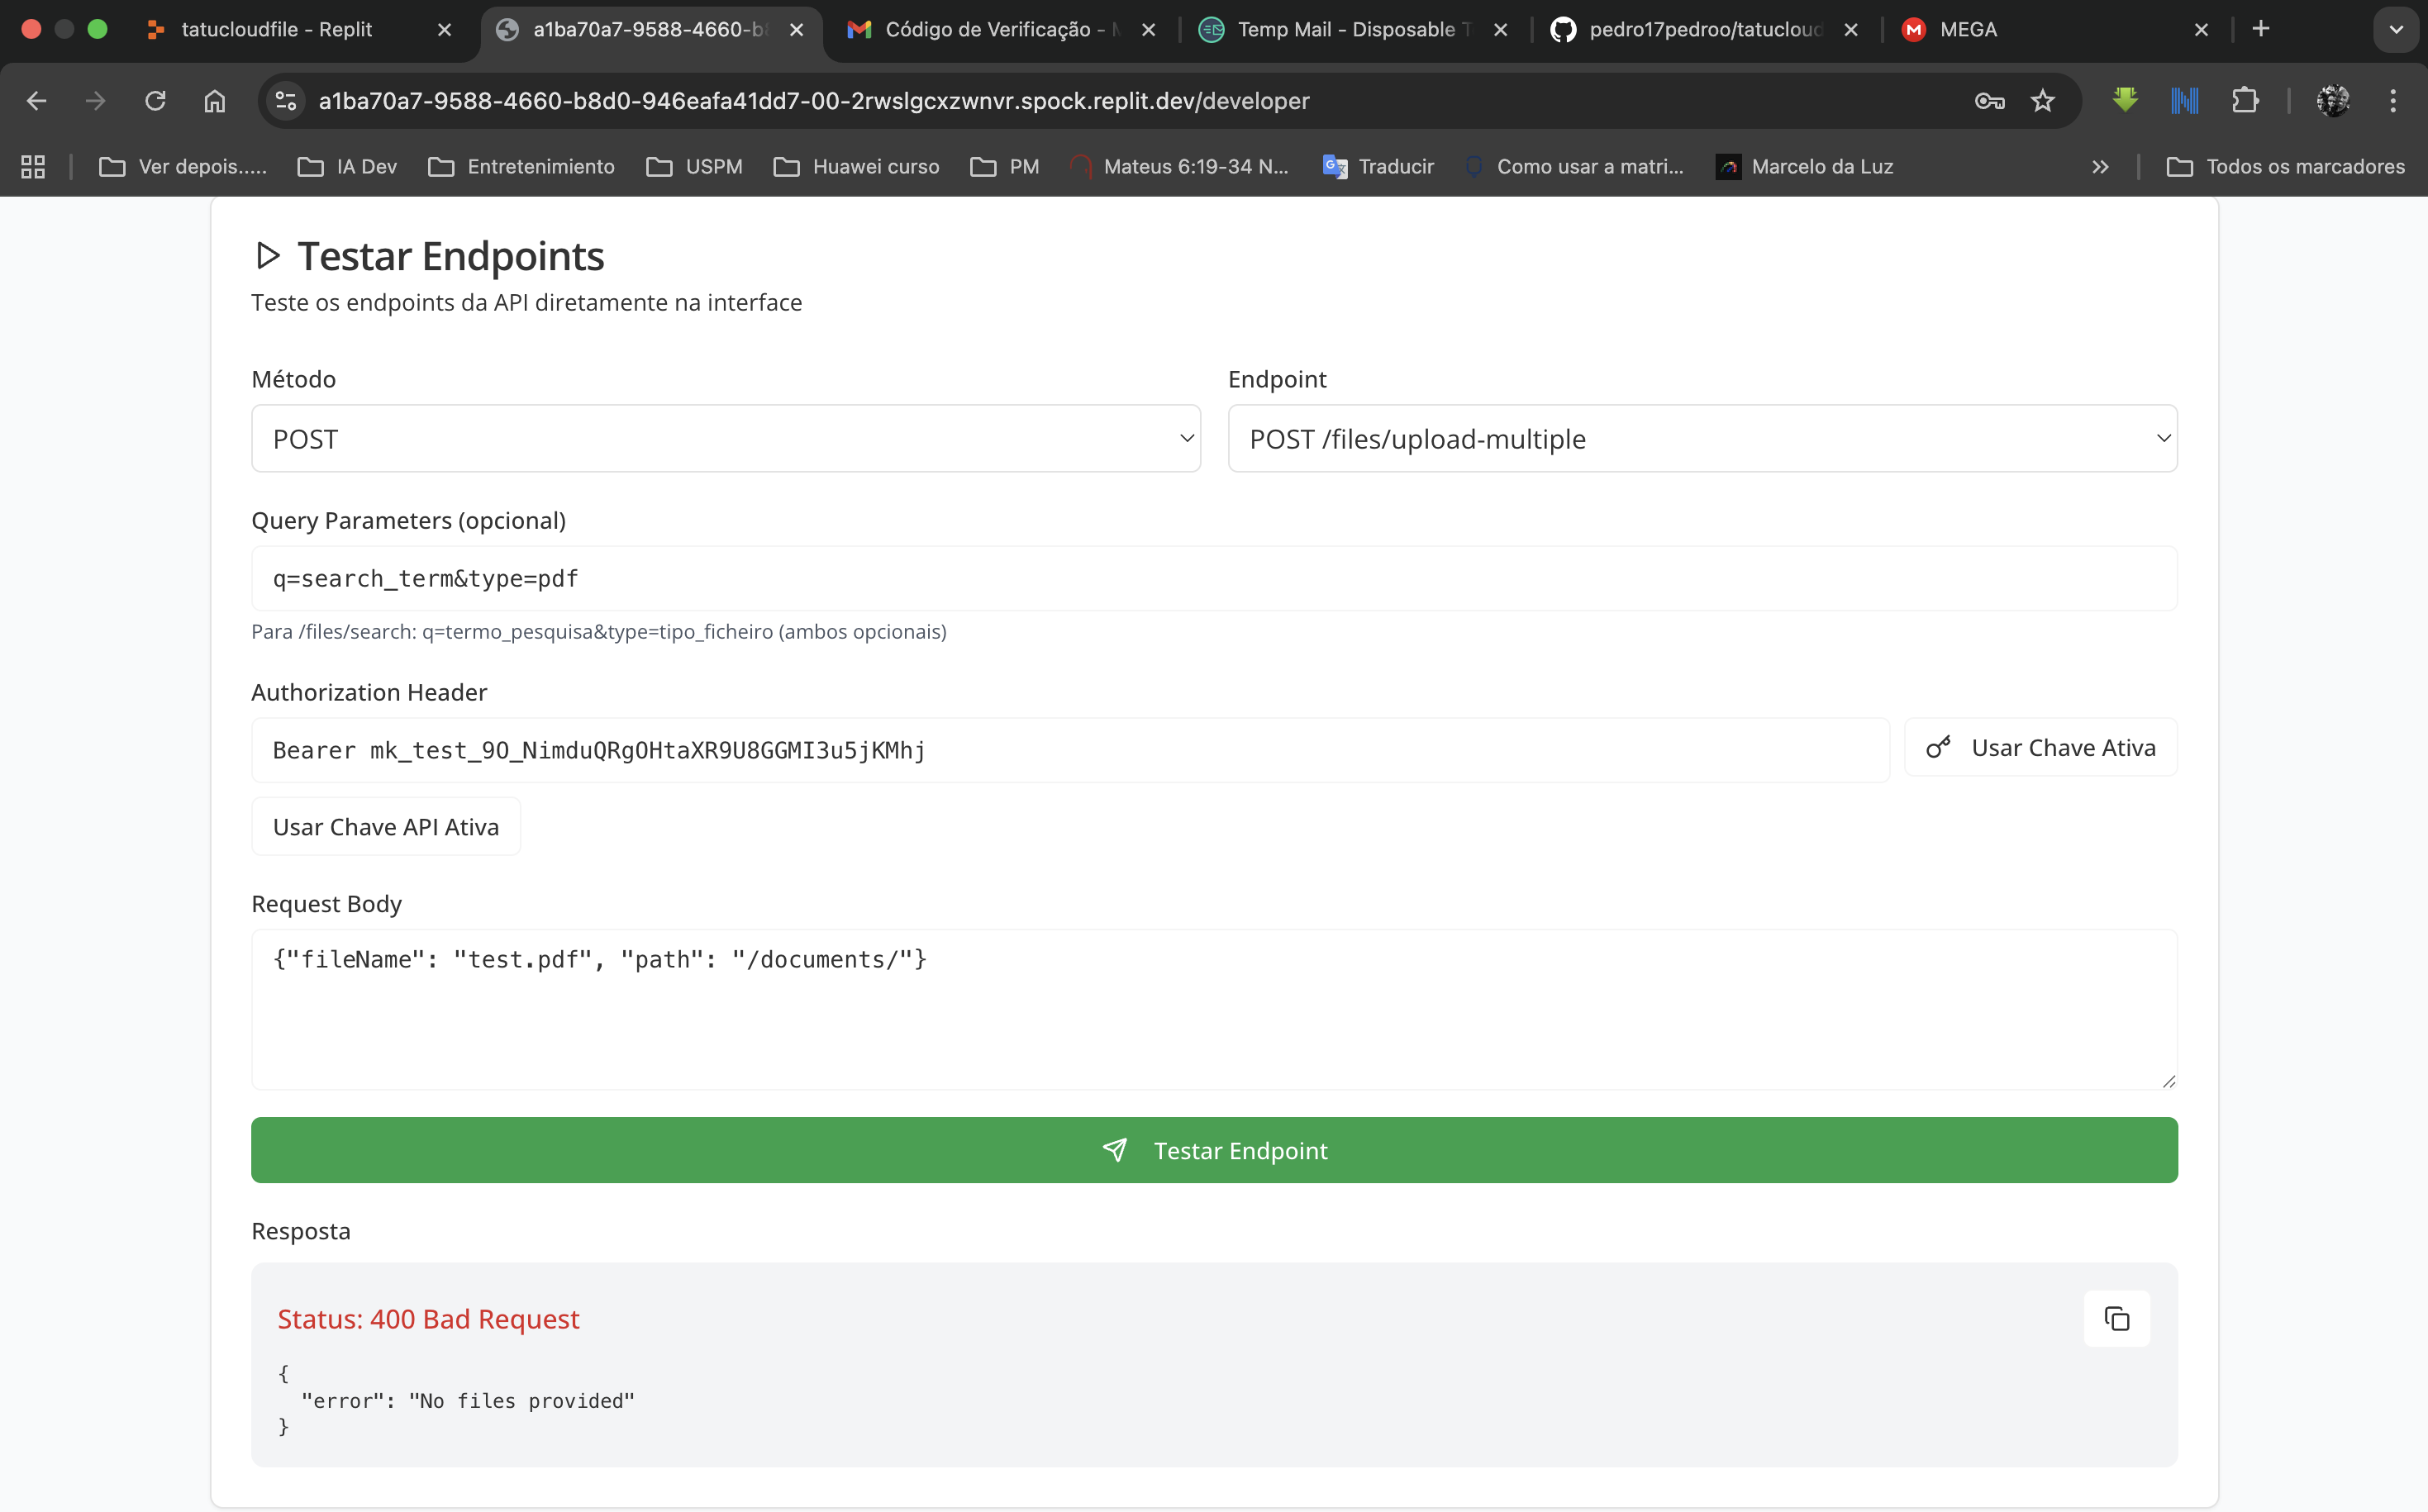 tatucloudfile - Replit
a1ba70a7-9588-4660-b8
Código de Verificação -
Temp Mail - Disposable
pedro17pedroo/tatucloud
MEGA
a1ba70a7-9588-4660-b8d0-946eafa41dd7-00-2rwslgcxzwnvr.spock.replit.dev/developer
Ver depois.....
IA Dev
Entretenimiento
USPM
Huawei curso
PM
Mateus 6:19-34 N...
Traducir
Como usar a matri...
Marcelo da Luz
Todos os marcadores
Testar Endpoints
Teste os endpoints da API diretamente na interface
Método
Endpoint
POST
POST /files/upload-multiple
Query Parameters (opcional)
q=search_term&type=pdf
Para /files/search: q=termo_pesquisa&type=tipo_ficheiro (ambos opcionais)
Authorization Header
Bearer mk_test_9O_NimduQRgOHtaXR9U8GGMI3u5jKMhj
Usar Chave Ativa
Usar Chave API Ativa
Request Body
{"fileName": "test.pdf", "path": "/documents/"}
Testar Endpoint
Resposta
Status: 400 Bad Request
{
"error": "No files provided"
}